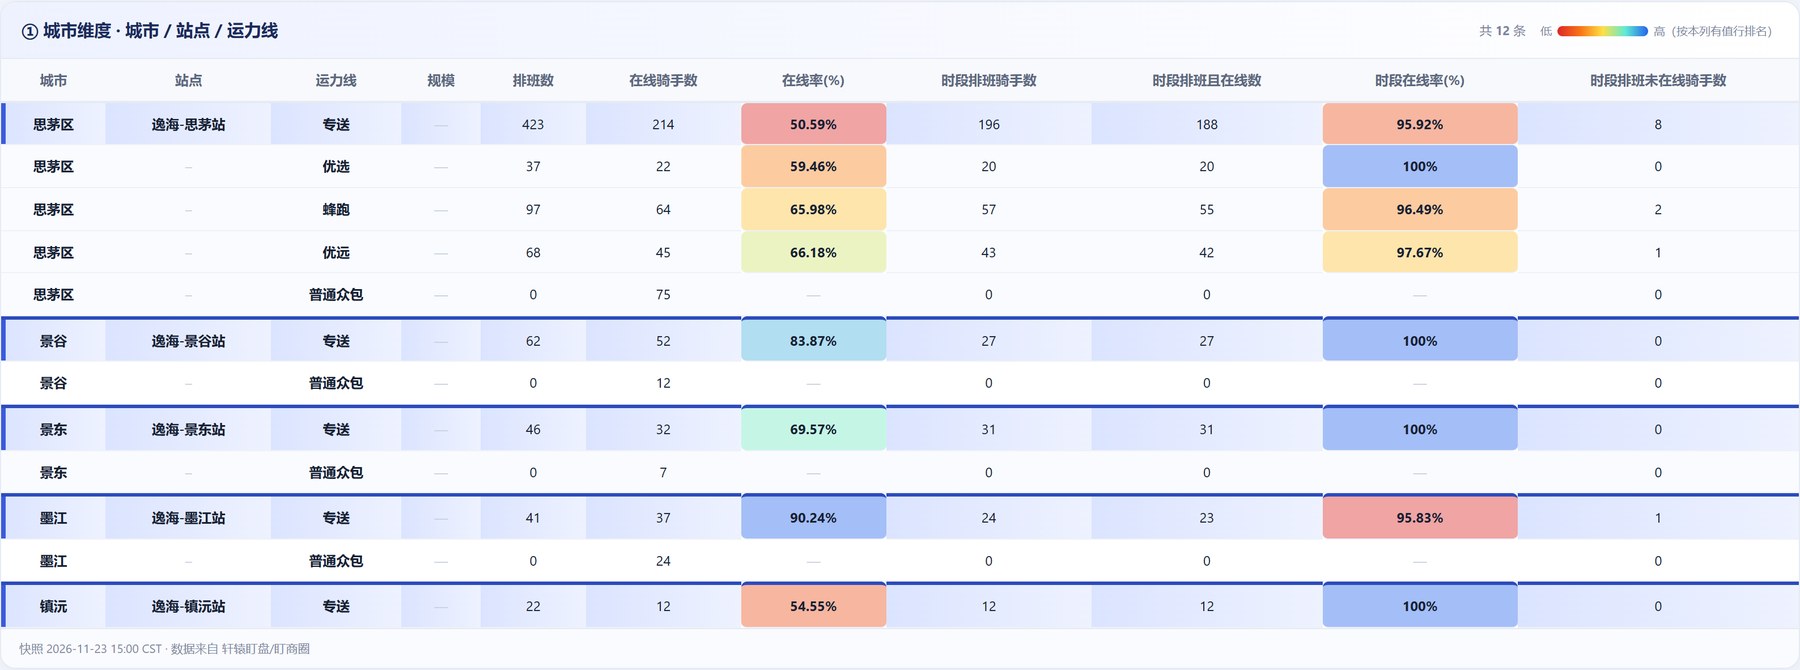 ① 城市维度 · 城市 / 站点 / 运力线
共 12 条 低 高 (按本列有值行排名)
城市 站点 运力线 规模 排班数 在线骑手数 在线率(%) 时段排班骑手数 时段排班且在线数 时段在线率(%) 时段排班未在线骑手数
思茅区 逸海-思茅站 专送 — 423 214 50.59% 196 188 95.92% 8
思茅区 – 优选 — 37 22 59.46% 20 20 100% 0
思茅区 – 蜂跑 — 97 64 65.98% 57 55 96.49% 2
思茅区 – 优远 — 68 45 66.18% 43 42 97.67% 1
思茅区 – 普通众包 — 0 75 — 0 0 — 0
景谷 逸海-景谷站 专送 — 62 52 83.87% 27 27 100% 0
景谷 – 普通众包 — 0 12 — 0 0 — 0
景东 逸海-景东站 专送 — 46 32 69.57% 31 31 100% 0
景东 – 普通众包 — 0 7 — 0 0 — 0
墨江 逸海-墨江站 专送 — 41 37 90.24% 24 23 95.83% 1
墨江 – 普通众包 — 0 24 — 0 0 — 0
镇沅 逸海-镇沅站 专送 — 22 12 54.55% 12 12 100% 0
快照 2026-11-23 15:00 CST · 数据来自 轩辕盯盘/盯商圈